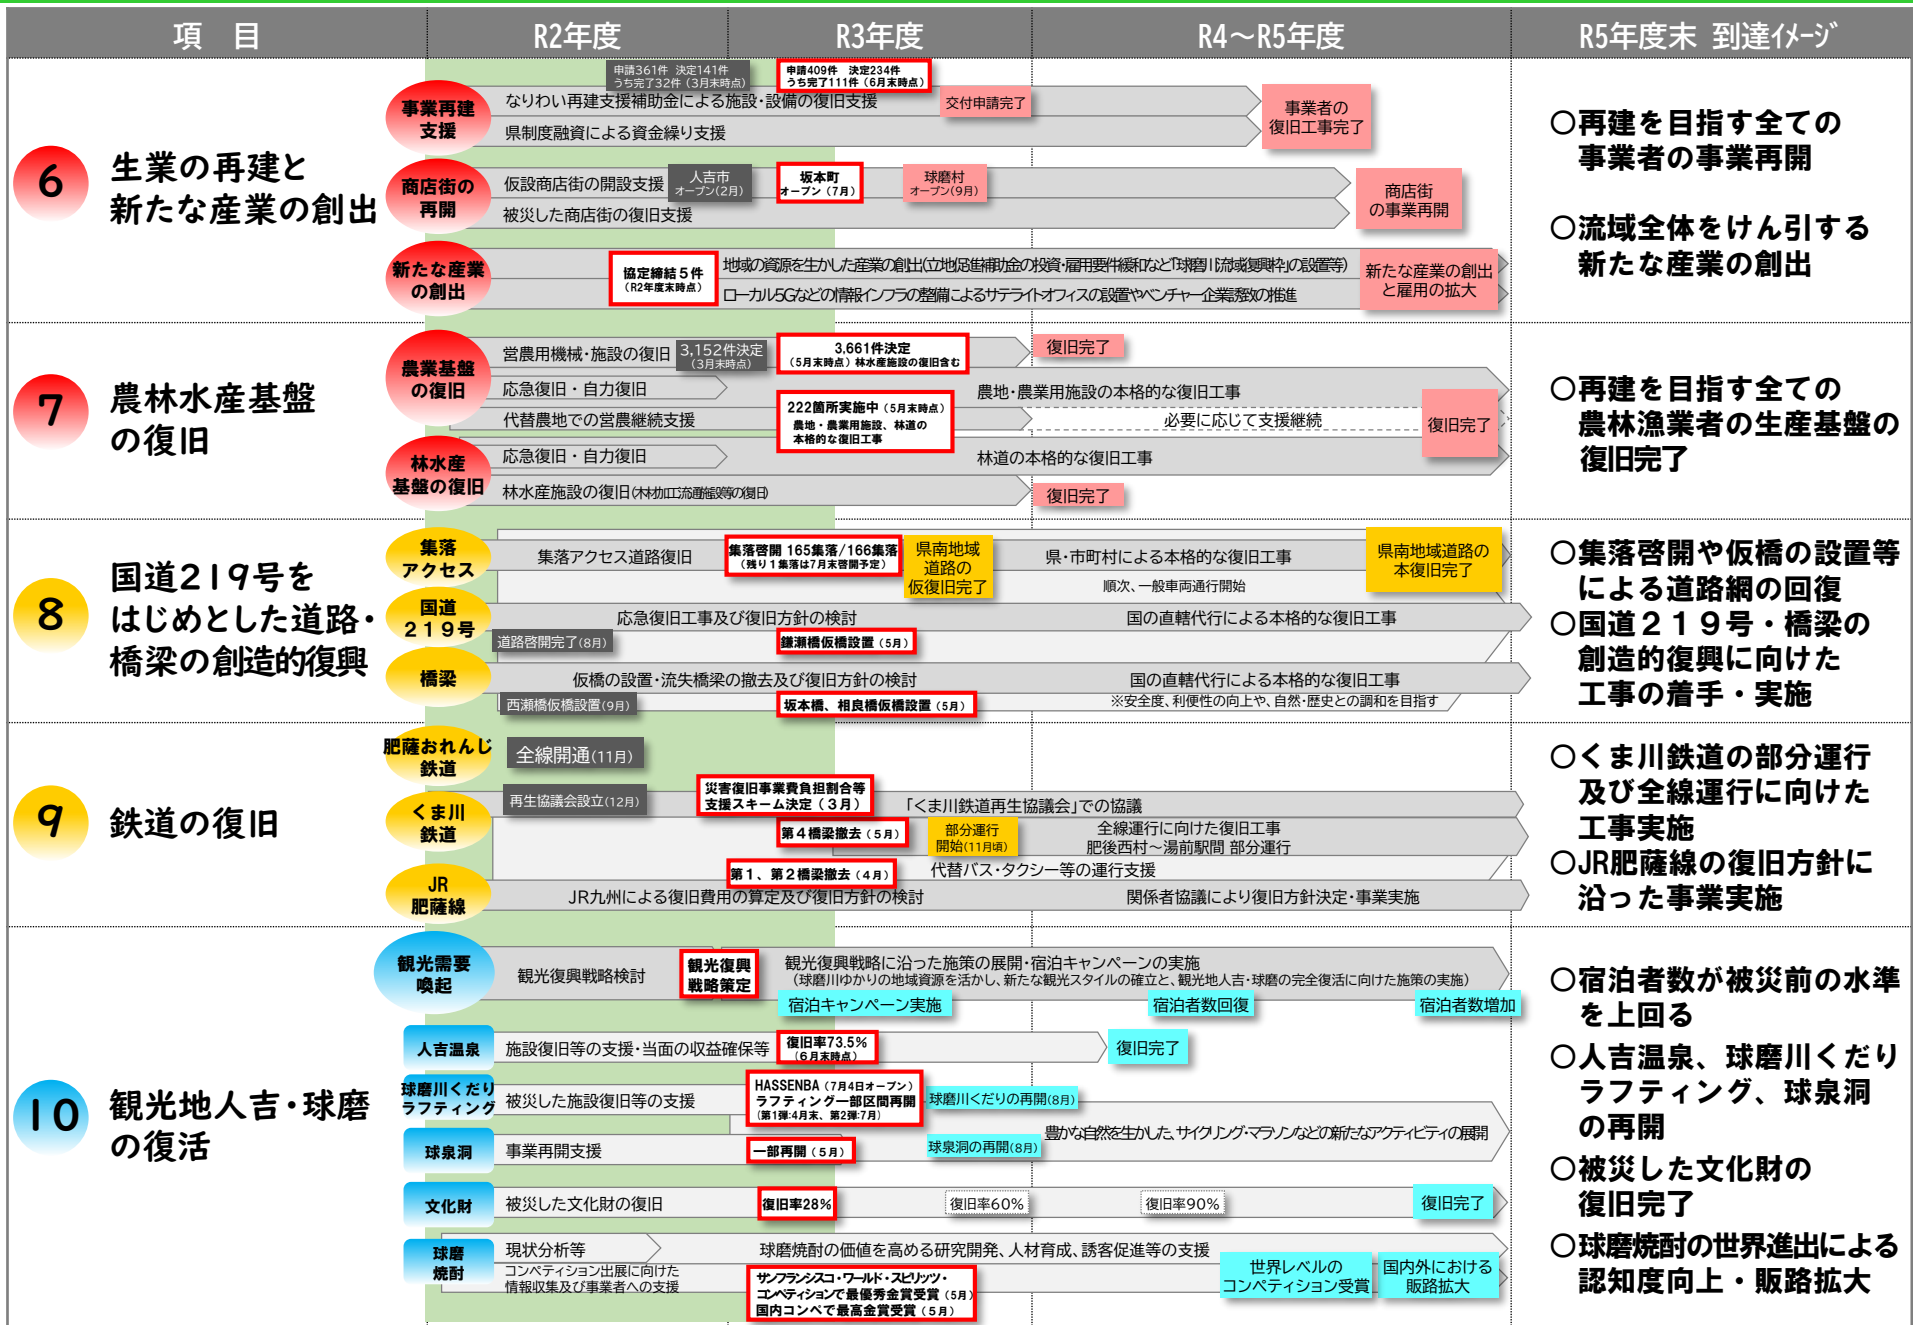 項　目
R2年度
R3年度
R4～R5年度
R5年度末 到達イメージ
6
生業の再建と
新たな産業の創出
事業再建
支援
申請361件　決定141件
うち完了32件（3月末時点）
申請409件　決定234件
うち完了111件（6月末時点）
なりわい再建支援補助金による施設・設備の復旧支援
交付申請完了
県制度融資による資金繰り支援
事業者の
復旧工事完了
商店街の
再開
仮設商店街の開設支援
人吉市
オープン(2月)
坂本町
オープン（7月）
球磨村
オープン(9月)
被災した商店街の復旧支援
商店街
の事業再開
新たな産業
の創出
協定締結５件
（R2年度末時点）
地域の資源を生かした産業の創出(立地促進補助金の投資・雇用要件緩和など「球磨川流域復興枠」の設置等)
ローカル5Gなどの情報インフラの整備によるサテライトオフィスの設置やベンチャー企業誘致の推進
新たな産業の創出
と雇用の拡大
○再建を目指す全ての
事業者の事業再開
○流域全体をけん引する
新たな産業の創出
7
農林水産基盤
の復旧
農業基盤
の復旧
営農用機械・施設の復旧
3,152件決定
(3月末時点)
3,661件決定
（5月末時点）林水産施設の復旧含む
復旧完了
応急復旧・自力復旧
農地・農業用施設の本格的な復旧工事
代替農地での営農継続支援
222箇所実施中（5月末時点）
農地・農業用施設、林道の
本格的な復旧工事
必要に応じて支援継続
復旧完了
林水産
基盤の復旧
応急復旧・自力復旧
林道の本格的な復旧工事
林水産施設の復旧(木材加工流通施設等の復旧)
復旧完了
○再建を目指す全ての
農林漁業者の生産基盤の
復旧完了
8
国道219号を
はじめとした道路・
橋梁の創造的復興
集落
アクセス
集落アクセス道路復旧
集落啓開 165集落/166集落
（残り１集落は7月末啓開予定）
県南地域
道路の
仮復旧完了
県・市町村による本格的な復旧工事
順次、一般車両通行開始
県南地域道路の
本復旧完了
国道
２１９号
応急復旧工事及び復旧方針の検討
国の直轄代行による本格的な復旧工事
道路啓開完了(8月)
鎌瀬橋仮橋設置（5月）
橋梁
仮橋の設置・流失橋梁の撤去及び復旧方針の検討
国の直轄代行による本格的な復旧工事
西瀬橋仮橋設置(9月)
坂本橋、相良橋仮橋設置（5月）
※安全度、利便性の向上や、自然・歴史との調和を目指す
○集落啓開や仮橋の設置等
による道路網の回復
○国道２１９号・橋梁の
創造的復興に向けた
工事の着手・実施
9
鉄道の復旧
肥薩おれんじ
鉄道
全線開通(11月)
くま川
鉄道
再生協議会設立(12月)
災害復旧事業費負担割合等
支援スキーム決定（３月）
「くま川鉄道再生協議会」での協議
第４橋梁撤去（５月）
部分運行
開始(11月頃)
全線運行に向けた復旧工事
肥後西村～湯前駅間 部分運行
第１、第２橋梁撤去（４月）
代替バス・タクシー等の運行支援
JR
肥薩線
JR九州による復旧費用の算定及び復旧方針の検討
関係者協議により復旧方針決定・事業実施
○くま川鉄道の部分運行
及び全線運行に向けた
工事実施
○JR肥薩線の復旧方針に
沿った事業実施
10
観光地人吉・球磨
の復活
観光需要
喚起
観光復興戦略検討
観光復興
戦略策定
観光復興戦略に沿った施策の展開・宿泊キャンペーンの実施
（球磨川ゆかりの地域資源を活かし、新たな観光スタイルの確立と、観光地人吉・球磨の完全復活に向けた施策の実施）
宿泊キャンペーン実施
宿泊者数回復
宿泊者数増加
人吉温泉
施設復旧等の支援・当面の収益確保等
復旧率73.5%
（６月末時点）
復旧完了
球磨川くだり
ラフティング
被災した施設復旧等の支援
HASSENBA（7月4日オープン）
ラフティング一部区間再開
（第1弾:4月末、第2弾:7月）
球磨川くだりの再開(8月)
豊かな自然を生かした、サイクリング・マラソンなどの新たなアクティビティの展開
球泉洞
事業再開支援
一部再開（５月）
球泉洞の再開(8月)
文化財
被災した文化財の復旧
復旧率28%
復旧率60%
復旧率90%
復旧完了
球磨
焼酎
現状分析等
球磨焼酎の価値を高める研究開発、人材育成、誘客促進等の支援
コンペティション出展に向けた
情報収集及び事業者への支援
サンフランシスコ・ワールド・スピリッツ・
コンペティションで最優秀金賞受賞（5月）
国内コンペで最高金賞受賞（５月）
世界レベルの
コンペティション受賞
国内外における
販路拡大
○宿泊者数が被災前の水準
を上回る
○人吉温泉、球磨川くだり
ラフティング、球泉洞
の再開
○被災した文化財の
復旧完了
○球磨焼酎の世界進出による
認知度向上・販路拡大